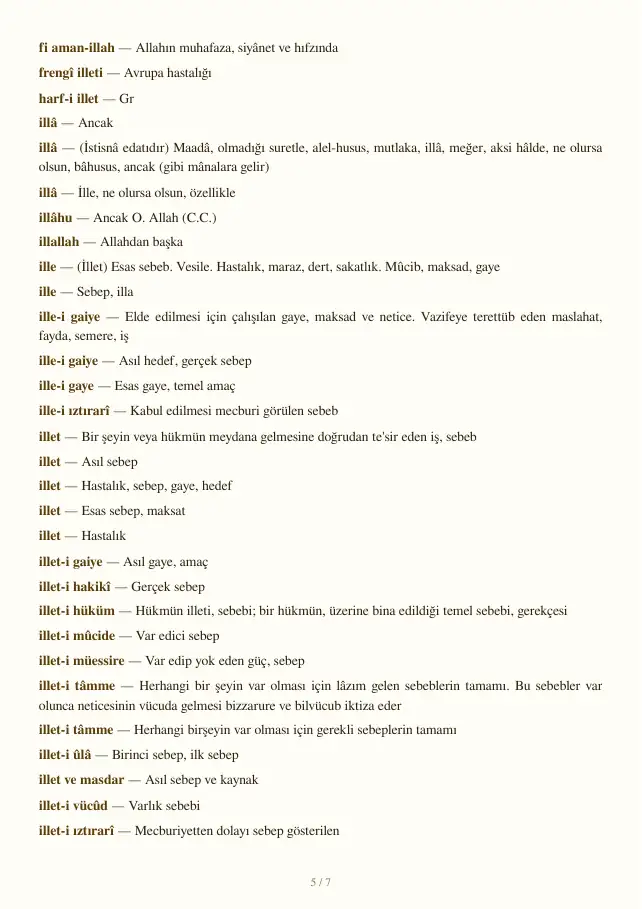 fi aman-illah — Allahın muhafaza, siyânet ve hıfzında
frengî illeti — Avrupa hastalığı
harf-i illet — Gr
illâ — Ancak
illâ — (İstisnâ edatıdır) Maadâ, olmadığı suretle, alel-husus, mutlaka, illâ, meğer, aksi hâlde, ne olursa
olsun, bâhusus, ancak (gibi mânalara gelir)
illâ — İlle, ne olursa olsun, özellikle
illâhu — Ancak O. Allah (C.C.)
illallah — Allahdan başka
ille — (İllet) Esas sebeb. Vesile. Hastalık, maraz, dert, sakatlık. Mûcib, maksad, gaye
ille — Sebep, illa
ille-i gaiye — Elde edilmesi için çalışılan gaye, maksad ve netice. Vazifeye terettüb eden maslahat,
fayda, semere, iş
ille-i gaiye — Asıl hedef, gerçek sebep
ille-i gaye — Esas gaye, temel amaç
ille-i ıztırarî — Kabul edilmesi mecburi görülen sebeb
illet — Bir şeyin veya hükmün meydana gelmesine doğrudan te'sir eden iş, sebeb
illet — Asıl sebep
illet — Hastalık, sebep, gaye, hedef
illet — Esas sebep, maksat
illet — Hastalık
illet-i gaiye — Asıl gaye, amaç
illet-i hakikî — Gerçek sebep
illet-i hüküm — Hükmün illeti, sebebi; bir hükmün, üzerine bina edildiği temel sebebi, gerekçesi
illet-i mûcide — Var edici sebep
illet-i müessire — Var edip yok eden güç, sebep
illet-i tâmme — Herhangi bir şeyin var olması için lâzım gelen sebeblerin tamamı. Bu sebebler var
olunca neticesinin vücuda gelmesi bizzarure ve bilvücub iktiza eder
illet-i tâmme — Herhangi birşeyin var olması için gerekli sebeplerin tamamı
illet-i ûlâ — Birinci sebep, ilk sebep
illet ve masdar — Asıl sebep ve kaynak
illet-i vücûd — Varlık sebebi
illet-i ıztırarî — Mecburiyetten dolayı sebep gösterilen
5 / 7